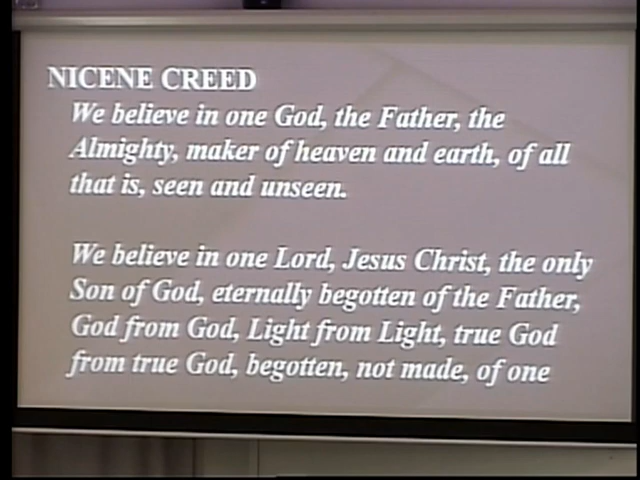 NICENE CREED
We believe in one God, the Father, the
Almighty, maker of heaven and earth, of all
that is, seen and unseen.
We believe in one Lord, Jesus Christ, the only
Son of God, eternally begotten of the Father,
God from God, Light from Light, true God
from true God, begotten, not made, of one